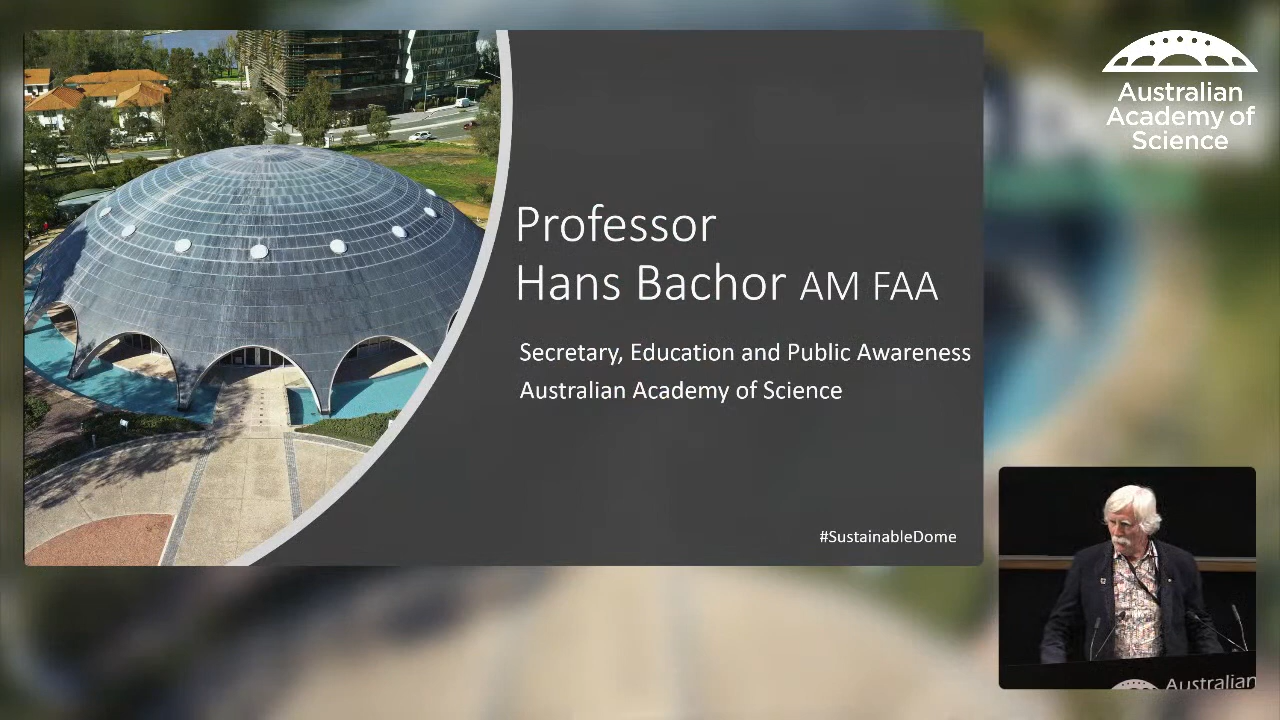 Professor
Hans Bachor AM FAA
Secretary, Education and Public Awareness
Australian Academy of Science
#SustainableDome
Australian
Academy of
Science
Australian